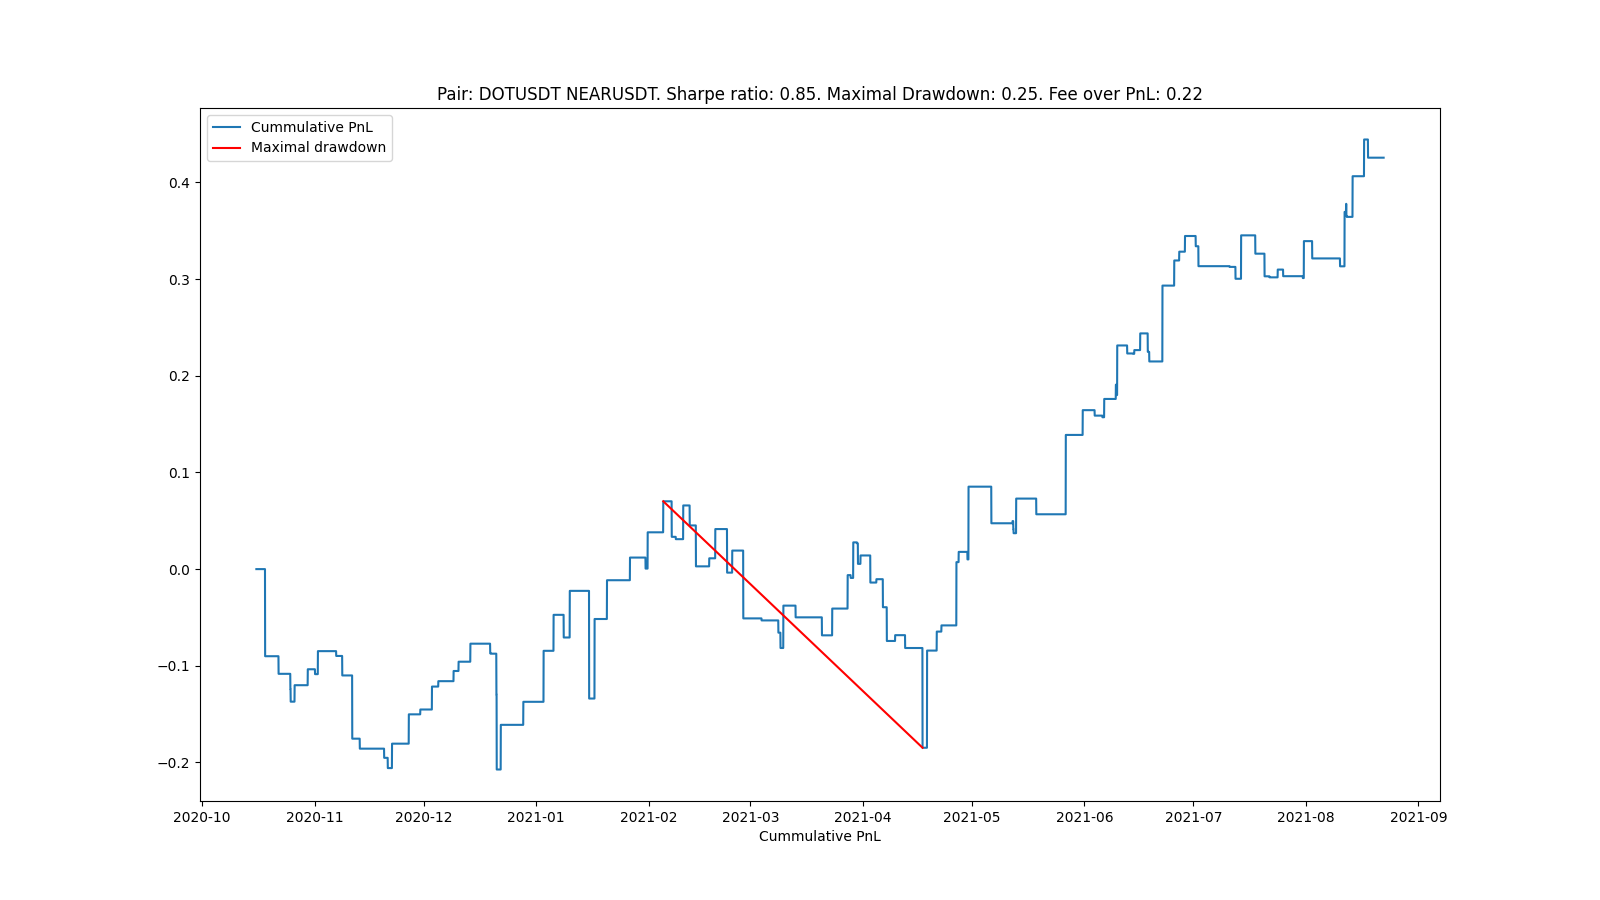 Pair: DOTUSDT NEARUSDT. Sharpe ratio: 0.85. Maximal Drawdown: 0.25. Fee over PnL: 0.22
Cummulative PnL
Maximal drawdown
0.4
0.3
0.2
0.1
0.0
−0.1
−0.2
2020-10 2020-11 2020-12 2021-01 2021-02 2021-03 2021-04 2021-05 2021-06 2021-07 2021-08 2021-09
Cummulative PnL